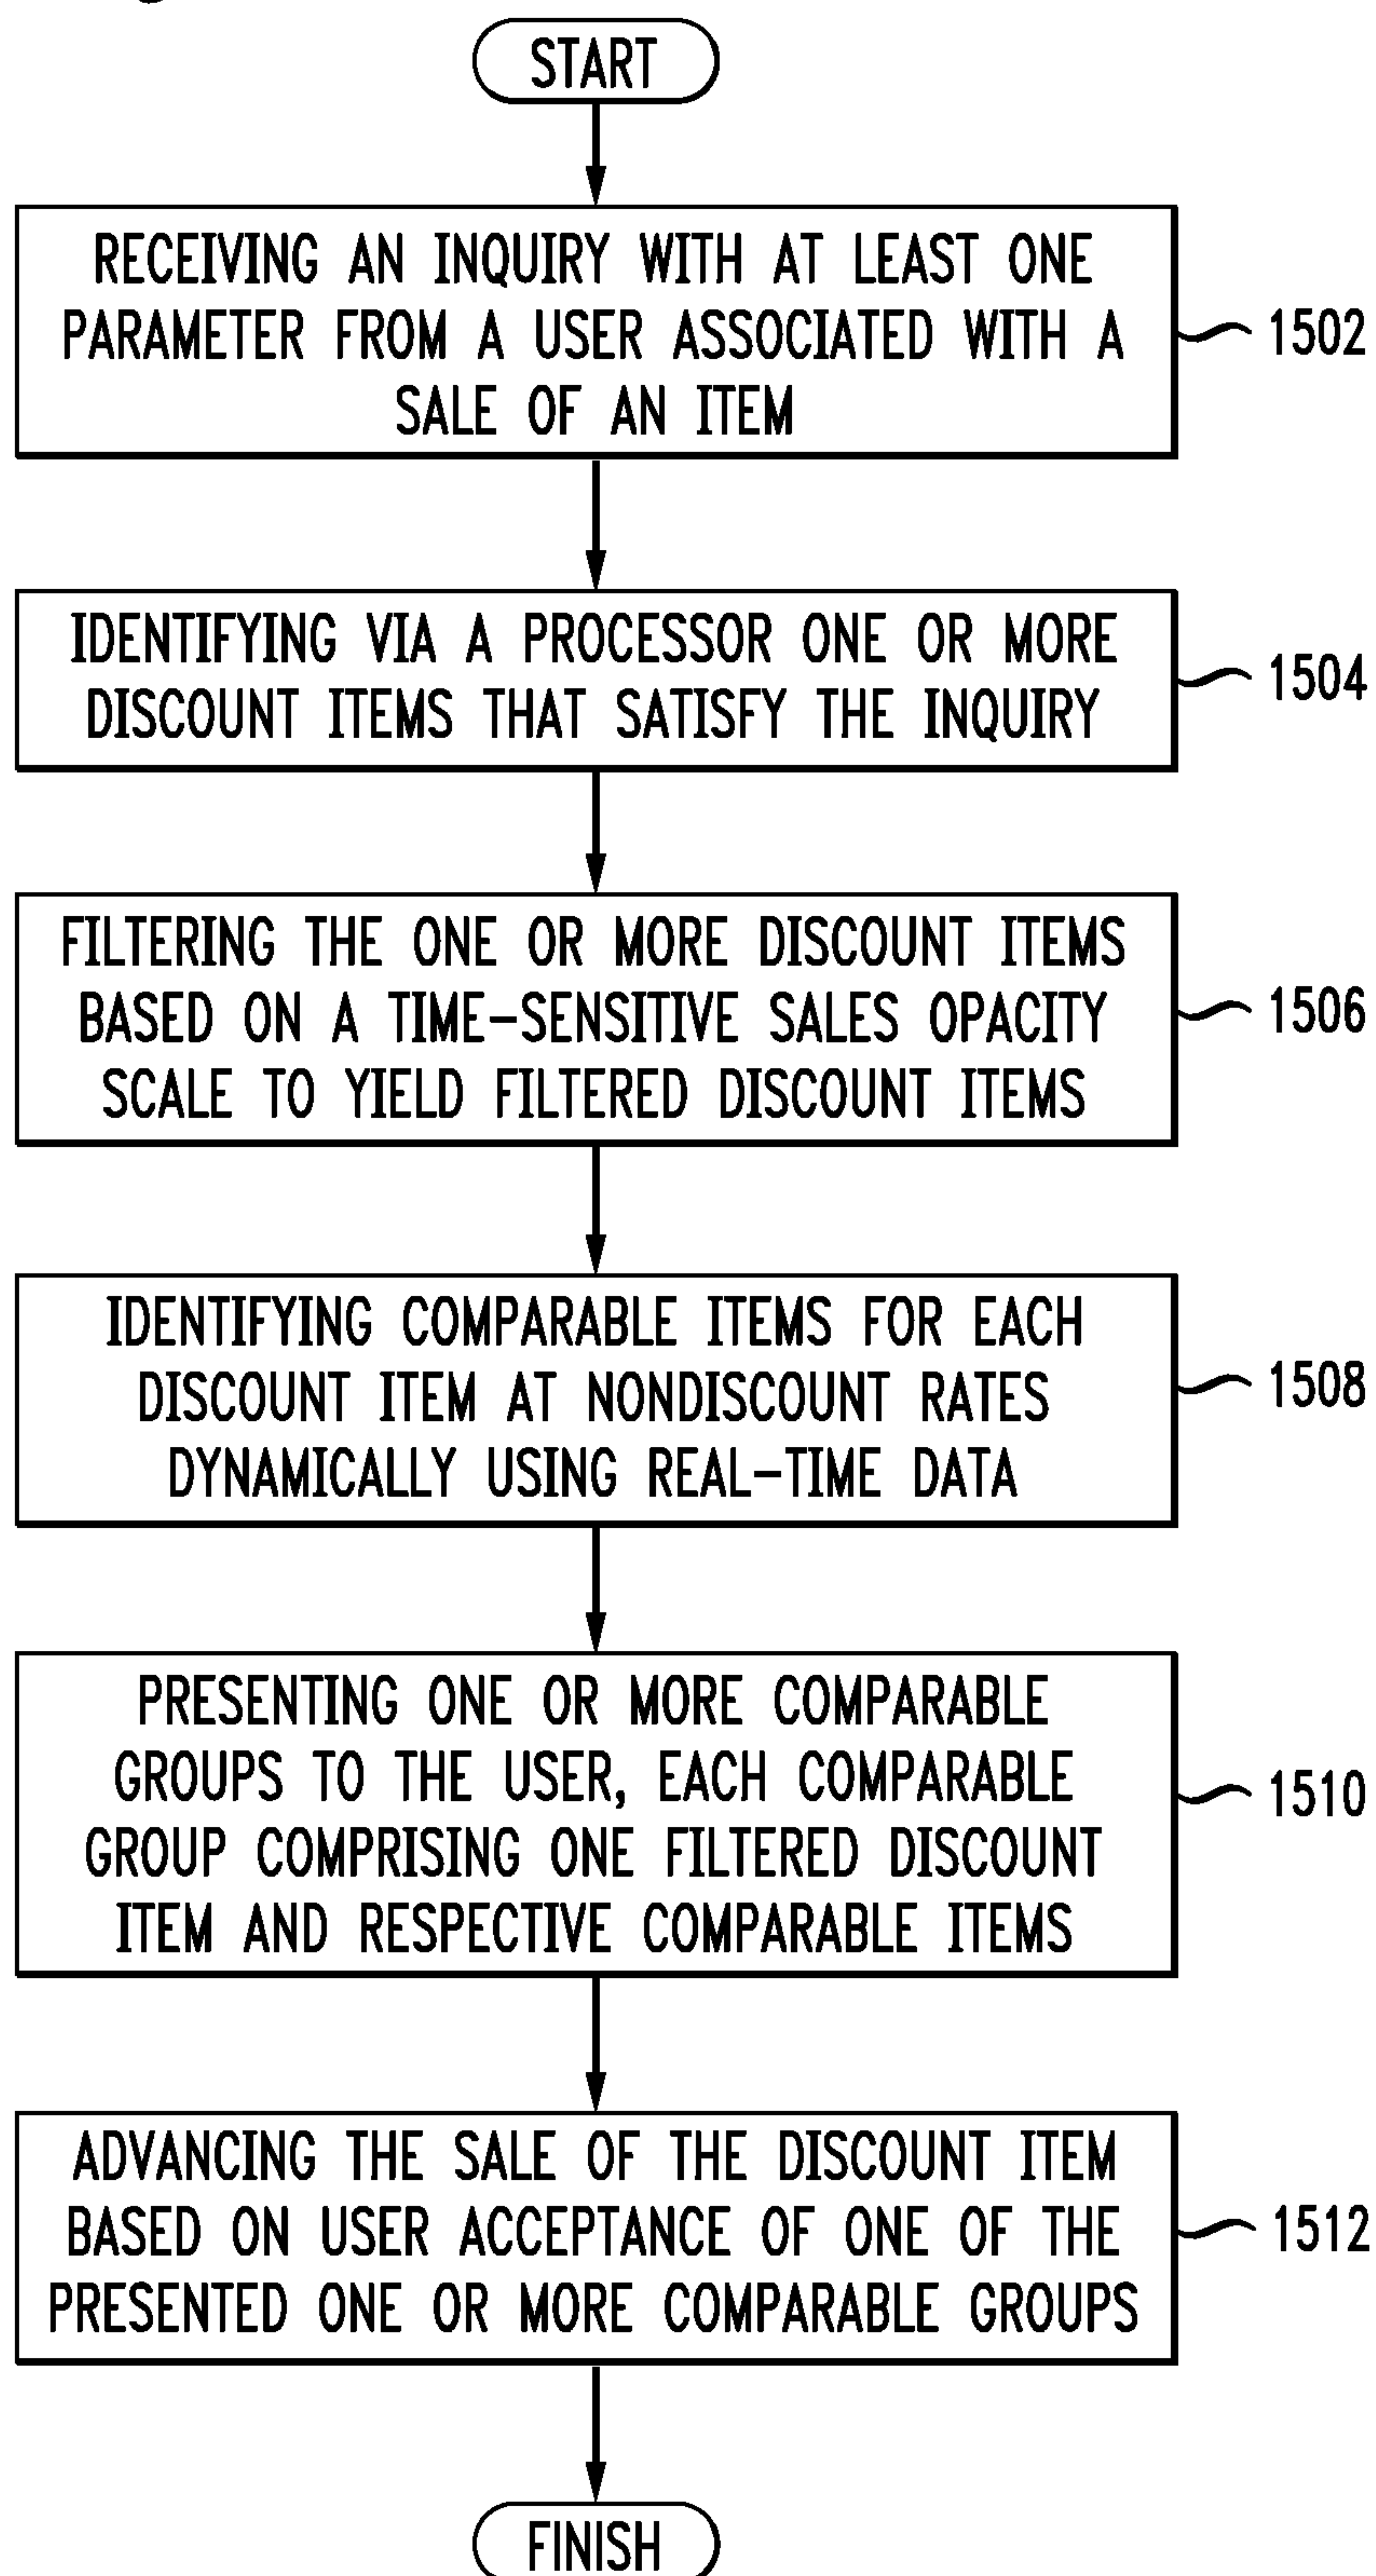 START
RECEIVING AN INQUIRY WITH AT LEAST ONE
PARAMETER FROM A USER ASSOCIATED WITH A
SALE OF AN ITEM
1502
IDENTIFYING VIA A PROCESSOR ONE OR MORE
DISCOUNT ITEMS THAT SATISFY THE INQUIRY
1504
FILTERING THE ONE OR MORE DISCOUNT ITEMS
BASED ON A TIME-SENSITIVE SALES OPACITY
SCALE TO YIELD FILTERED DISCOUNT ITEMS
1506
IDENTIFYING COMPARABLE ITEMS FOR EACH
DISCOUNT ITEM AT NONDISCOUNT RATES
DYNAMICALLY USING REAL-TIME DATA
1508
PRESENTING ONE OR MORE COMPARABLE
GROUPS TO THE USER, EACH COMPARABLE
GROUP COMPRISING ONE FILTERED DISCOUNT
ITEM AND RESPECTIVE COMPARABLE ITEMS
1510
ADVANCING THE SALE OF THE DISCOUNT ITEM
BASED ON USER ACCEPTANCE OF ONE OF THE
PRESENTED ONE OR MORE COMPARABLE GROUPS
1512
FINISH